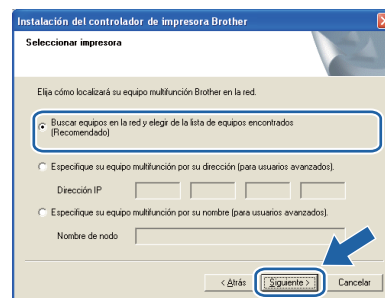 Instalación del controlador de impresora Brother
Seleccionar impresora
Elija cómo localizará su equipo multifunción Brother en la red.
Buscar equipos en la red y elegir de la lista de equipos encontrados
(Recomendado)
Especifique su equipo multifunción por su dirección (para usuarios avanzados).
Dirección IP
Especifique su equipo multifunción por su nombre (para usuarios avanzados).
Nombre de nodo
< Atrás
Siguiente >
Cancelar